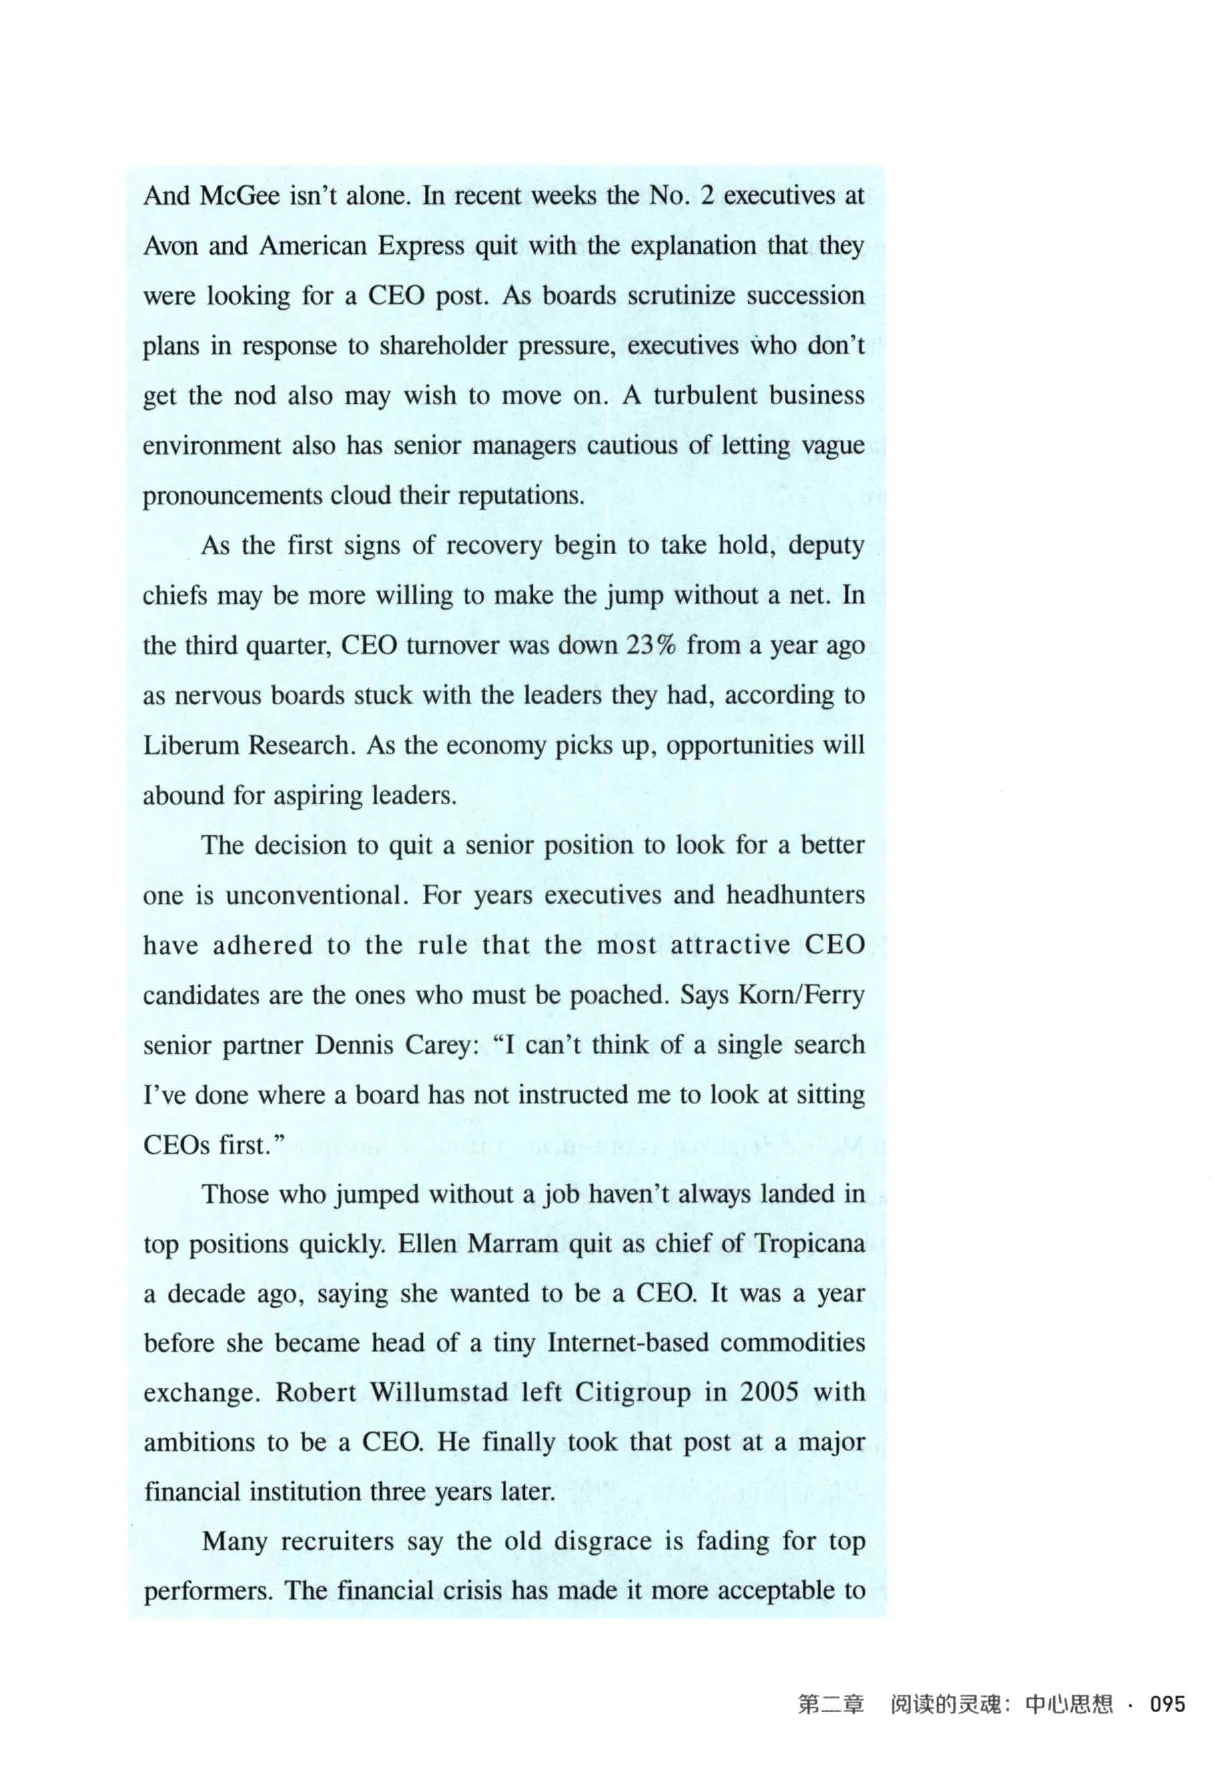 And McGee isn't alone. In recent weeks the No. 2 executives at
Avon and American Express quit with the explanation that they
were looking for a CEO post. As boards scrutinize succession
plans in response to shareholder pressure, executives who don't
get the nod also may wish to move on. A turbulent business
environment also has senior managers cautious of letting vague
pronouncements cloud their reputations.
As the first signs of recovery begin to take hold, deputy
chiefs may be more willing to make the jump without a net. In
the third quarter, CEO turnover was down 23% from a year ago
as nervous boards stuck with the leaders they had, according to
Liberum Research. As the economy picks up, opportunities will
abound for aspiring leaders.
The decision to quit a senior position to look for a better
one is unconventional. For years executives and headhunters
have adhered to the rule that the most attractive CEO
candidates are the ones who must be poached. Says Korn/Ferry
senior partner Dennis Carey: “I can't think of a single search
I've done where a board has not instructed me to look at sitting
CEOs first.”
Those who jumped without a job haven't always landed in
top positions quickly. Ellen Marram quit as chief of Tropicana
a decade ago, saying she wanted to be a CEO. It was a year
before she became head of a tiny Internet-based commodities
exchange. Robert Willumstad left Citigroup in 2005 with
ambitions to be a CEO. He finally took that post at a major
financial institution three years later.
Many recruiters say the old disgrace is fading for top
performers. The financial crisis has made it more acceptable to
第二章 阅读的灵魂：中心思想 · 095